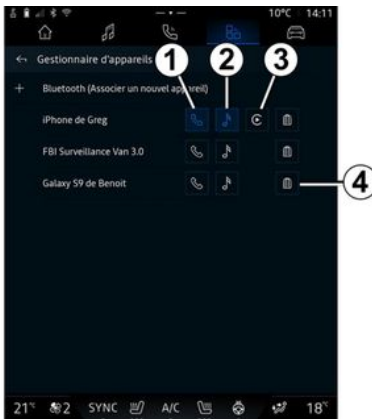 10°C 14:11
Gestionnaire d'appareils
1
2
3
+ Bluetooth (Associer un nouvel appareil)
iPhone de Greg
FBI Surveillance Van 3.0
Galaxy S9 de Benoit
4
21°C 2 SYNC A/C 18°C